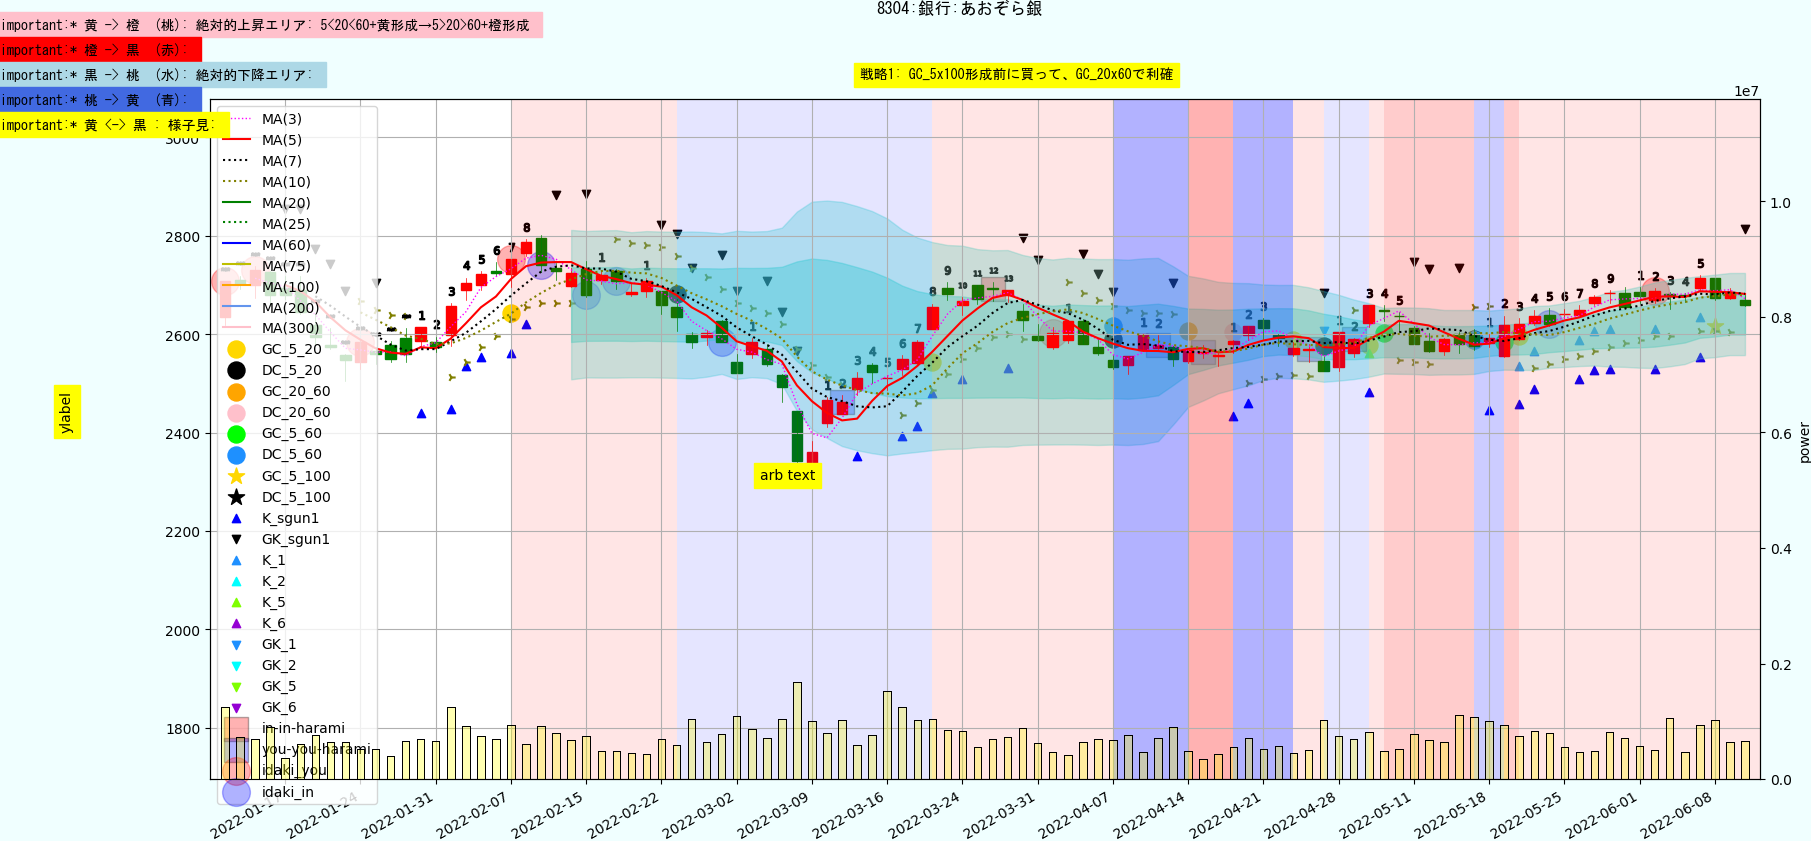 8304:銀行:あおぞら銀
important:* 黄 -> 橙 (桃): 絶対的上昇エリア: 5<20<60+黄形成→5>20>60+橙形成
important:* 橙 -> 黒 (赤):
important:* 黒 -> 桃 (水): 絶対的下降エリア:
戦略1: GC_5x100形成前に買って、GC_20x60で利確
important:* 桃 -> 黄 (青):
important:* 黄 <-> 黒 : 様子見:
1e7
MA(3)
MA(5)
MA(7)
MA(10)
MA(20)
MA(25)
MA(60)
MA(75)
MA(100)
MA(200)
MA(300)
GC_5_20
DC_5_20
GC_20_60
DC_20_60
GC_5_60
DC_5_60
GC_5_100
DC_5_100
K_sgun1
GK_sgun1
K_1
K_2
K_5
K_6
GK_1
GK_2
GK_5
GK_6
in-in-harami
you-you-harami
idaki_you
idaki_in
3000
2800
2600
2400
2200
2000
1800
ylabel
arb text
1.0
0.8
0.6
0.4
0.2
0.0
power
2022-01-17
2022-01-24
2022-01-31
2022-02-07
2022-02-15
2022-02-22
2022-03-02
2022-03-09
2022-03-16
2022-03-24
2022-03-31
2022-04-07
2022-04-14
2022-04-21
2022-04-28
2022-05-11
2022-05-18
2022-05-25
2022-06-01
2022-06-08